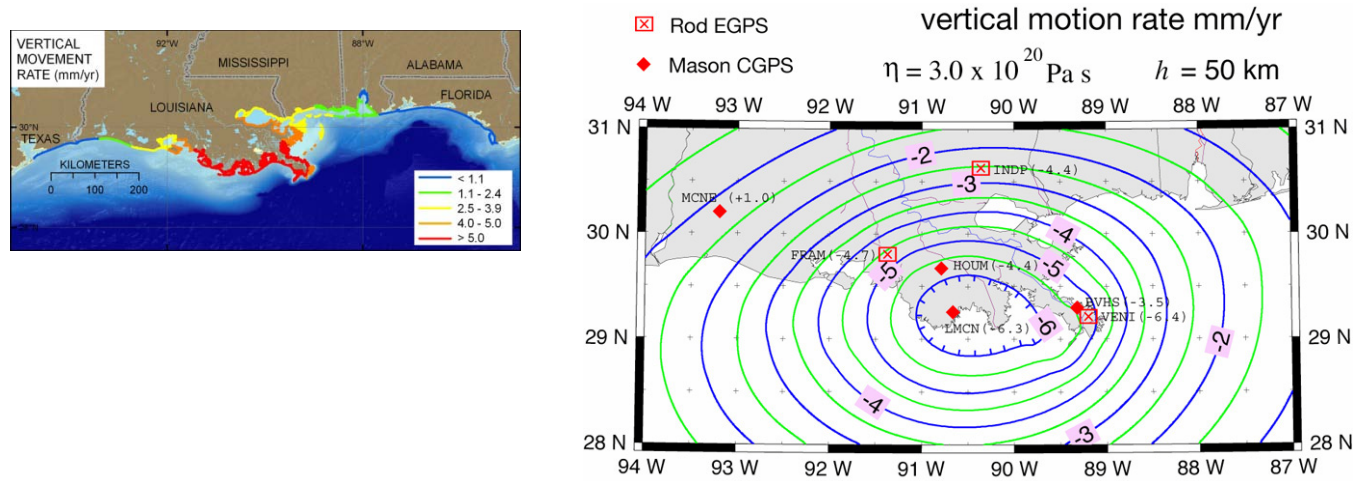 VERTICAL
MOVEMENT
RATE (mm/yr)
92°W
88°W
MISSISSIPPI
ALABAMA
LOUISIANA
FLORIDA
30°N
TEXAS
KILOMETERS
0 50 100 200
< 1.1
1.1 - 2.4
2.5 - 3.9
4.0 - 5.0
> 5.0
Rod EGPS
vertical motion rate mm/yr
Mason CGPS
η = 3.0 x 10 20 Pa s h = 50 km
94 W 93 W 92 W 91 W 90 W 89 W 88 W 87 W
31 N 31 N
-2
INDP(-4.4)
-3
MCNE (+1.0)
30 N 30 N
-4
FRAM(-4.7)
HOUM(-4.4)
-5 -5
BVHS(-3.5)
VENI(-6.4)
LMCN(-6.3)
-6
29 N 29 N
-2
-4
-3
28 N 28 N
94 W 93 W 92 W 91 W 90 W 89 W 88 W 87 W